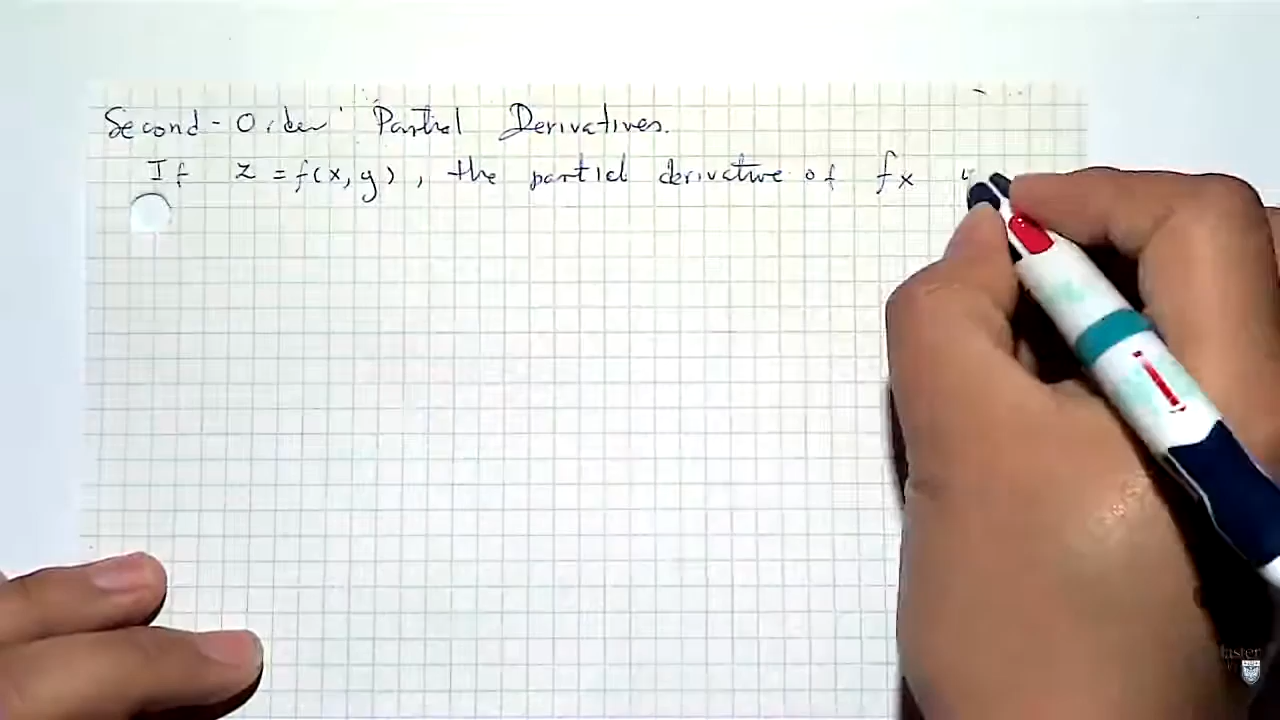 Second-Order Partial Derivatives.
If z = f(x, y), the partial derivative of fx